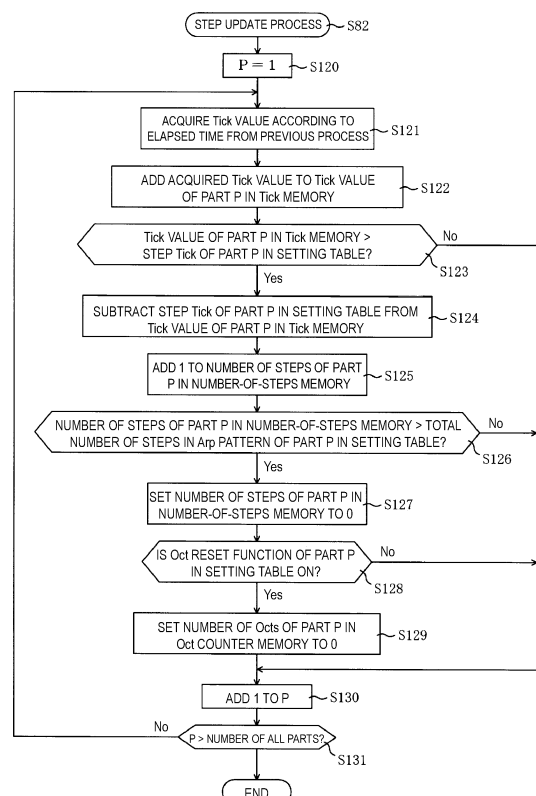 STEP UPDATE PROCESS
S82
P = 1
S120
ACQUIRE Tick VALUE ACCORDING TO
ELAPSED TIME FROM PREVIOUS PROCESS
S121
ADD ACQUIRED Tick VALUE TO Tick VALUE
OF PART P IN Tick MEMORY
S122
Tick VALUE OF PART P IN Tick MEMORY >
STEP Tick OF PART P IN SETTING TABLE?
No
S123
Yes
SUBTRACT STEP Tick OF PART P IN SETTING TABLE FROM
Tick VALUE OF PART P IN Tick MEMORY
S124
ADD 1 TO NUMBER OF STEPS OF PART
P IN NUMBER-OF-STEPS MEMORY
S125
NUMBER OF STEPS OF PART P IN NUMBER-OF-STEPS MEMORY > TOTAL
NUMBER OF STEPS IN Arp PATTERN OF PART P IN SETTING TABLE?
No
S126
Yes
SET NUMBER OF STEPS OF PART P IN
NUMBER-OF-STEPS MEMORY TO 0
S127
IS Oct RESET FUNCTION OF PART P
IN SETTING TABLE ON?
No
S128
Yes
SET NUMBER OF Octs OF PART P IN
Oct COUNTER MEMORY TO 0
S129
ADD 1 TO P
S130
No
P > NUMBER OF ALL PARTS?
S131
END